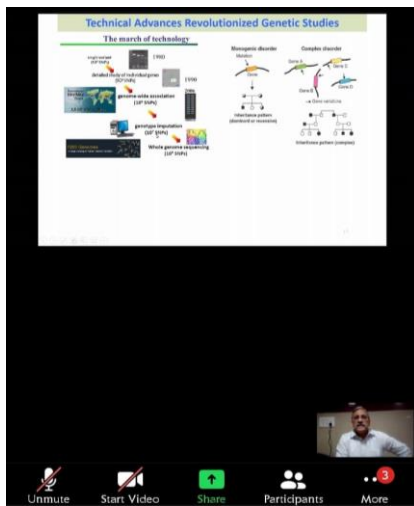 Technical Advances Revolutionized Genetic Studies
The march of technology
1980
detailed study of individual genes
1990
genome-wide association
genotype imputation
Whole genome sequencing
Monogenic disorder
Mutation
Gene
Inheritance pattern
(dominant or recessive)
Complex disorder
Gene A
Gene C
Gene B
Gene D
Gene variations
Inheritance pattern (complex)
Unmute
Start Video
Share
Participants
3
More